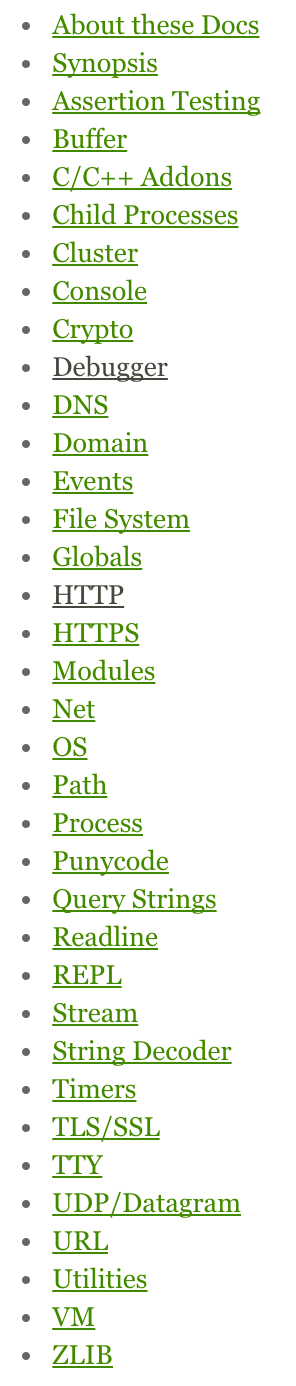 About these Docs
Synopsis
Assertion Testing
Buffer
C/C++ Addons
Child Processes
Cluster
Console
Crypto
Debugger
DNS
Domain
Events
File System
Globals
HTTP
HTTPS
Modules
Net
OS
Path
Process
Punycode
Query Strings
Readline
REPL
Stream
String Decoder
Timers
TLS/SSL
TTY
UDP/Datagram
URL
Utilities
VM
ZLIB